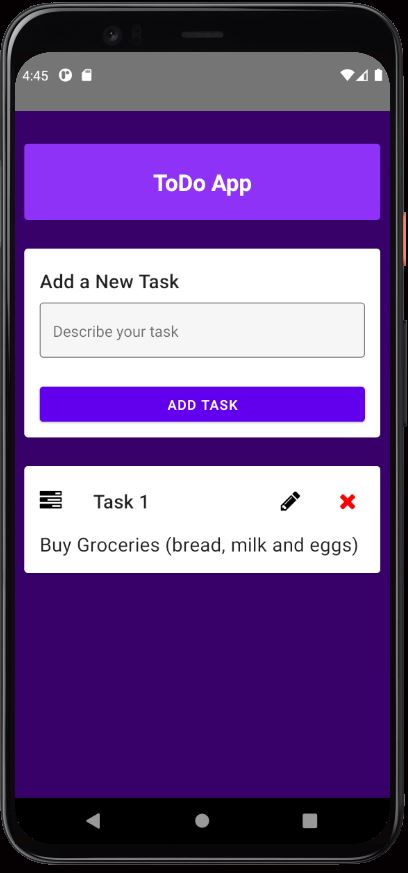 4:45
ToDo App
Add a New Task
Describe your task
ADD TASK
Task 1
Buy Groceries (bread, milk and eggs)